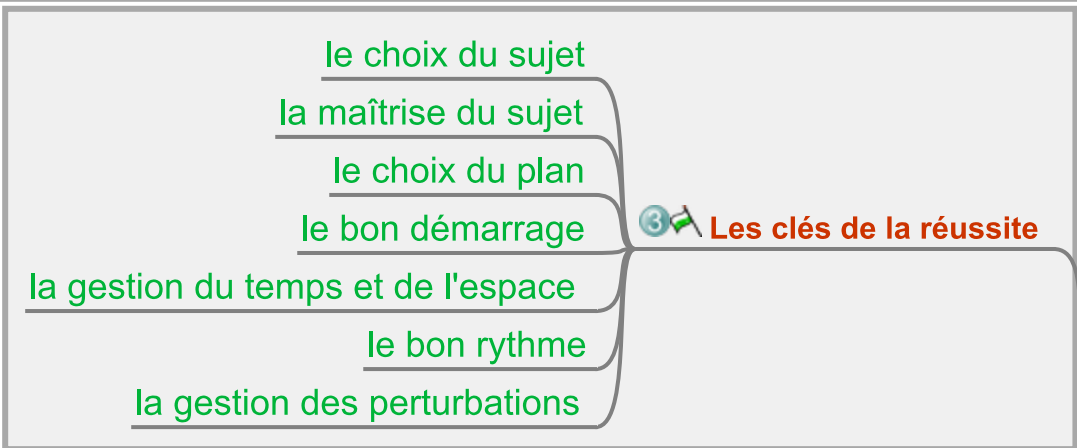 le choix du sujet
la maîtrise du sujet
le choix du plan
le bon démarrage
la gestion du temps et de l'espace
le bon rythme
la gestion des perturbations
3 Les clés de la réussite